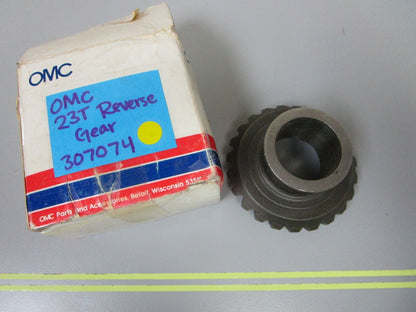 OMC
OMC
23T Reverse
Gear
307074
OMC Parts and Accessories, Beloit, Wisconsin